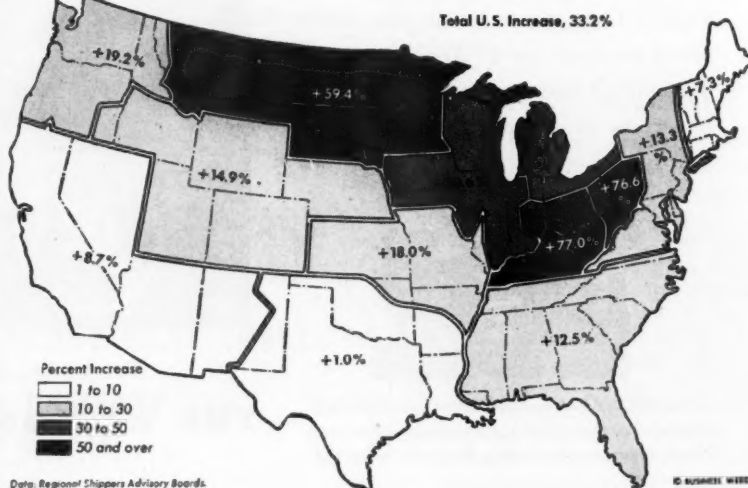 Total U.S. Increase, 33.2%
+19.2%
+59.4%
+7.3%
+13.3
%
+76.6
%
+14.9%
+77.0%
+18.0%
+8.7%
+12.5%
+1.0%
Percent Increase
1 to 10
10 to 30
30 to 50
50 and over
Data: Regional Shippers Advisory Boards.
© BUSINESS WEEK